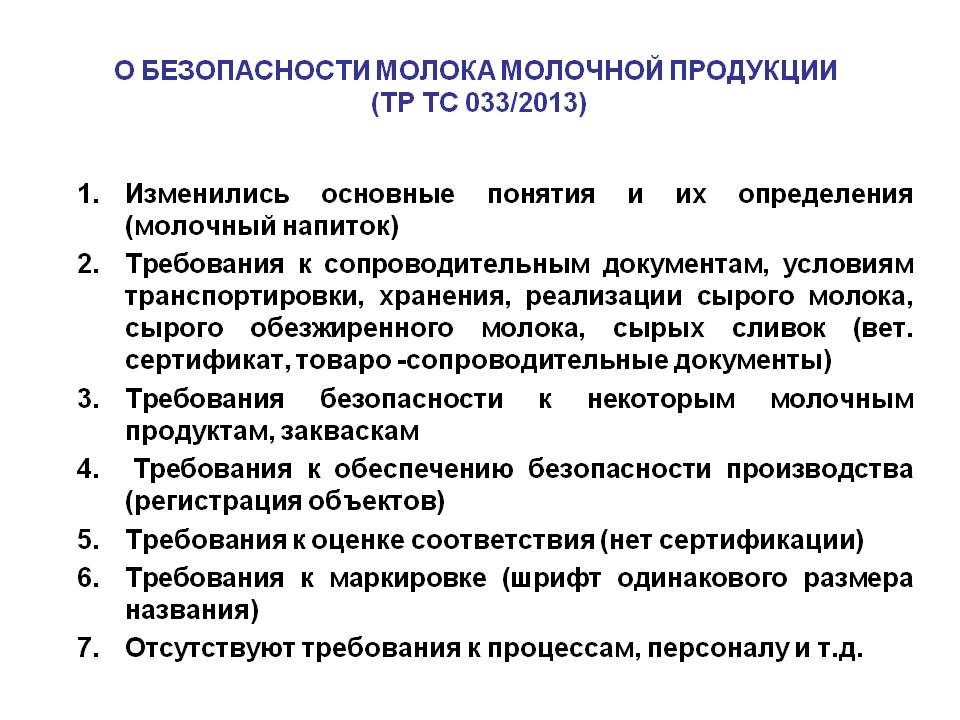 О БЕЗОПАСНОСТИ МОЛОКА МОЛОЧНОЙ ПРОДУКЦИИ
(ТР ТС 033/2013)
1. Изменились основные понятия и их определения
(молочный напиток)
2. Требования к сопроводительным документам, условиям
транспортировки, хранения, реализации сырого молока,
сырого обезжиренного молока, сырых сливок (вет.
сертификат, товаро -сопроводительные документы)
3. Требования безопасности к некоторым молочным
продуктам, закваскам
4. Требования к обеспечению безопасности производства
(регистрация объектов)
5. Требования к оценке соответствия (нет сертификации)
6. Требования к маркировке (шрифт одинакового размера
названия)
7. Отсутствуют требования к процессам, персоналу и т.д.